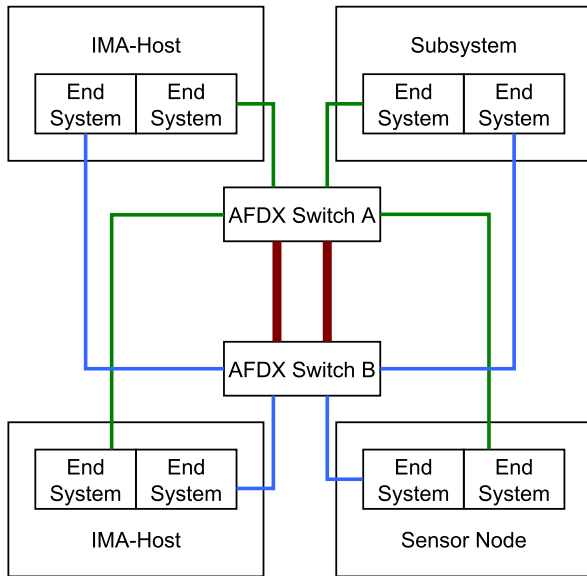 IMA-Host
End
System
End
System
Subsystem
End
System
End
System
AFDX Switch A
AFDX Switch B
End
System
End
System
IMA-Host
End
System
End
System
Sensor Node